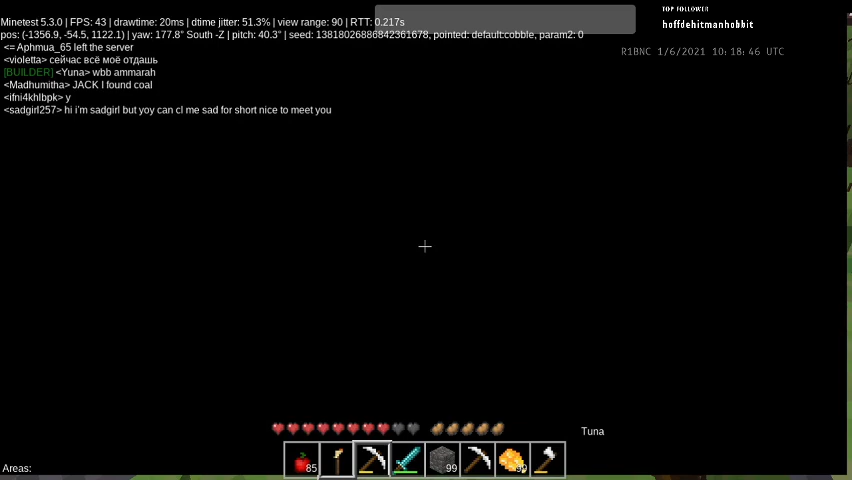 TOP FOLLOWER
Minetest 5.3.0 | FPS: 43 | drawtime: 20ms | dtime jitter: 51.3% | view range: 90 | RTT: 0.217s
hoffdehitmanhobbit
pos: (-1356.9, -54.5, 1122.1) | yaw: 177.8° South -Z | pitch: 40.3° | seed: 13818026886842361678, pointed: default:cobble, param2: 0
<= Aphmua_65 left the server
R1BNC 1/6/2021 10:18:46 UTC
<violetta> сейчас всё моё отдашь
[BUILDER] <Yuna> wbb ammarah
<Madhumitha> JACK I found coal
<ifni4khlbpk> y
<sadgirl257> hi i'm sadgirl but yoy can cl me sad for short nice to meet you
Tuna
85
99
99
Areas: